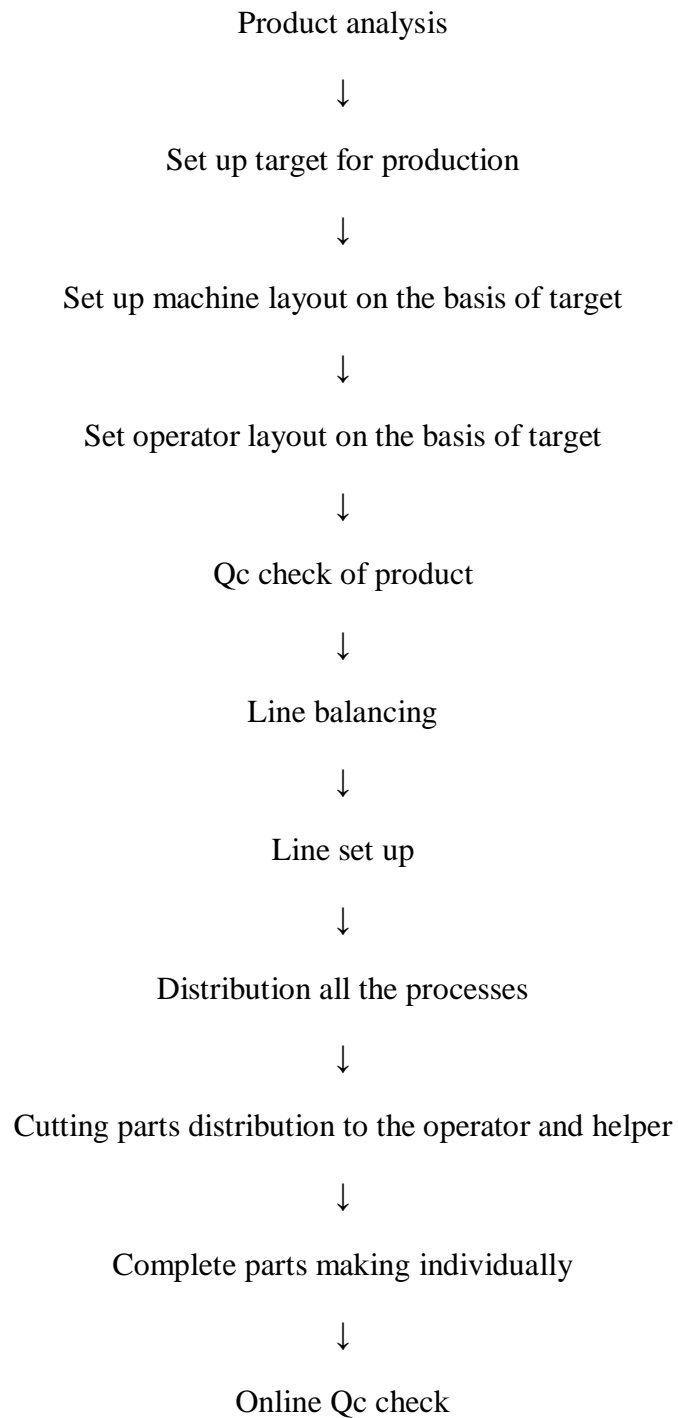 Product analysis
↓
Set up target for production
↓
Set up machine layout on the basis of target
↓
Set operator layout on the basis of target
↓
Qc check of product
↓
Line balancing
↓
Line set up
↓
Distribution all the processes
↓
Cutting parts distribution to the operator and helper
↓
Complete parts making individually
↓
Online Qc check